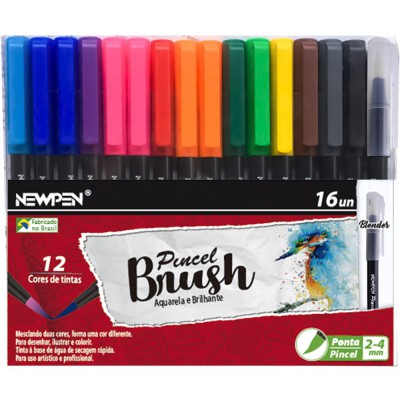 NEWPEN®
16un
Fabricado
no Brasil
Blender
12
Cores de tintas
Pincel
Brush
Aquarela e Brilhante
Mesclando duas cores, forma uma cor diferente.
Para desenhar, ilustrar e colorir.
Tinta à base de água de secagem rápida.
Para uso artístico e profissional.
Ponta
Pincel
2-4
mm